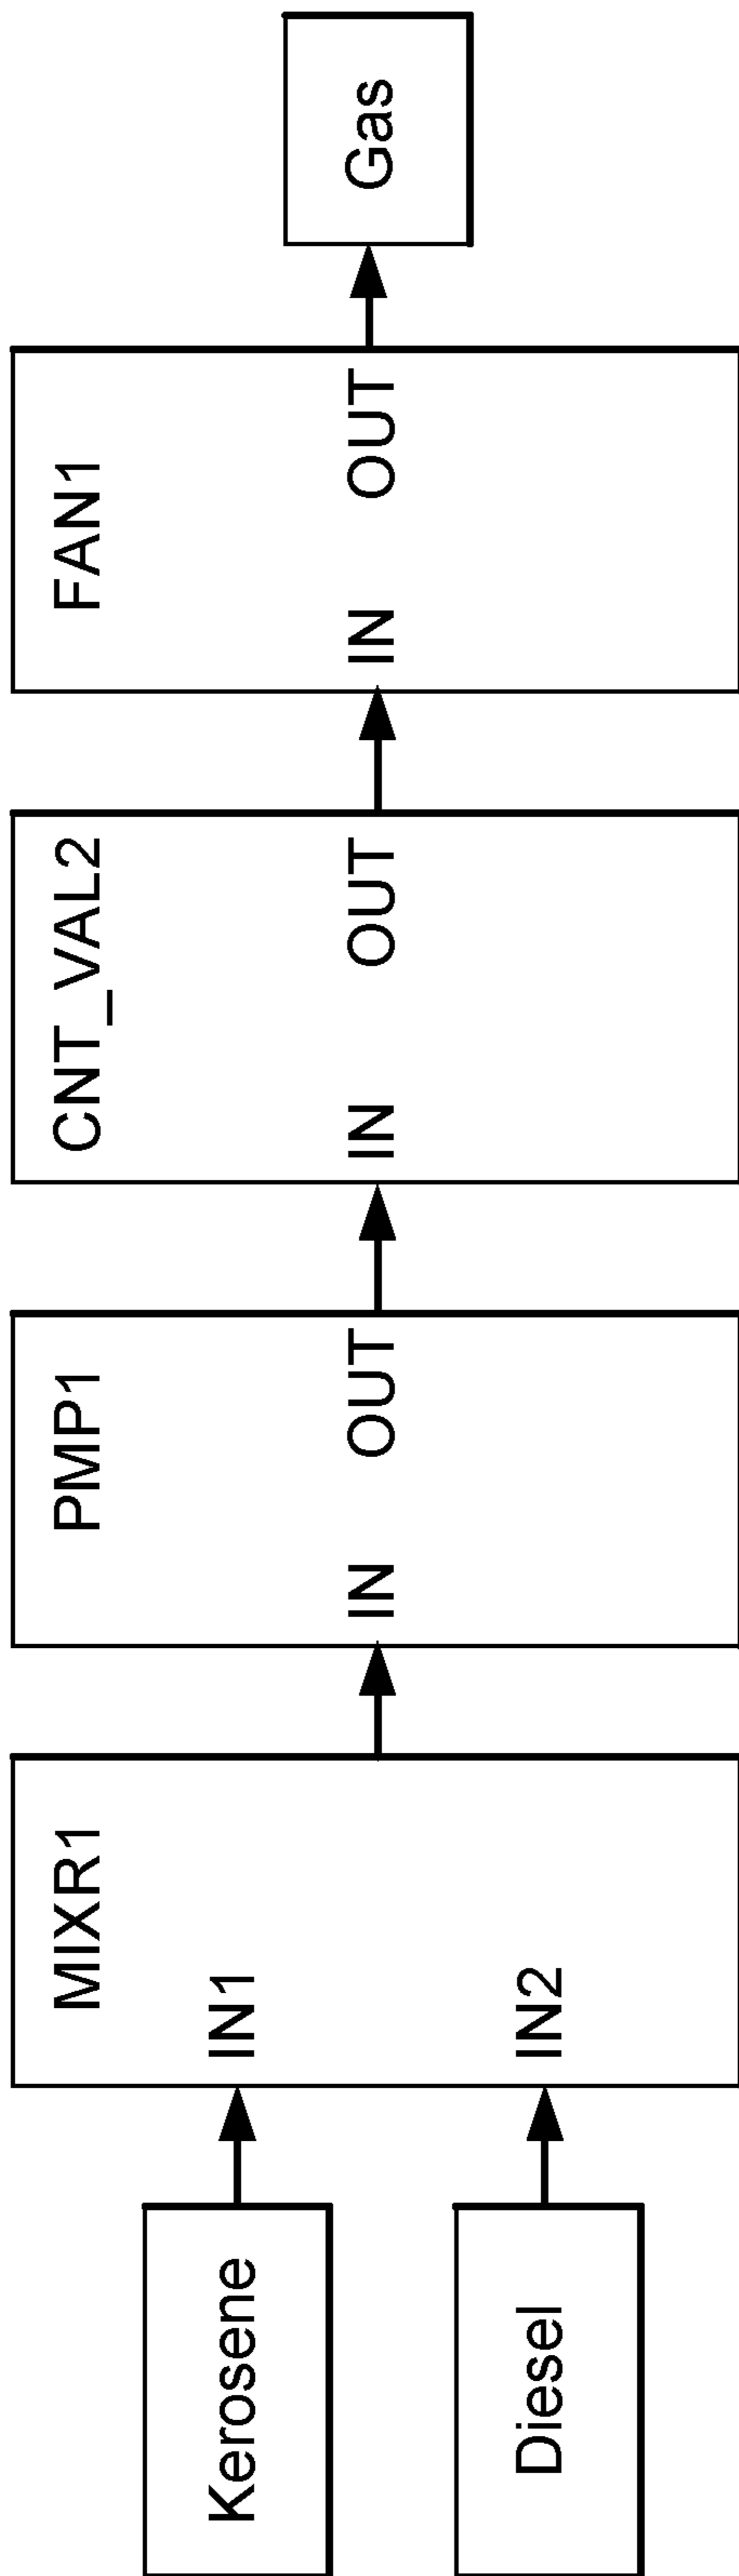 Kerosene
Diesel
MIXR1
IN1
IN2
PMP1
IN OUT
CNT_VAL2
IN OUT
FAN1
IN OUT
Gas